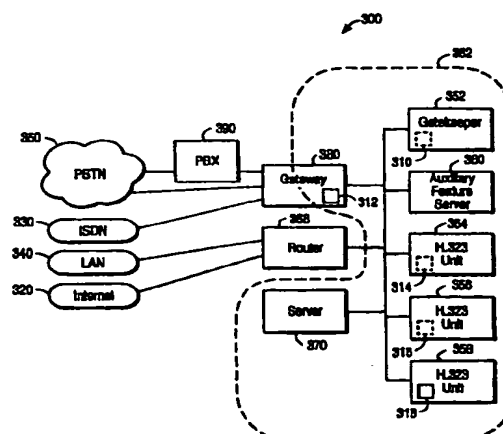 300
362
352
Gatekeeper
310
350
PSTN
390
PBX
380
Gateway
312
360
Auxiliary
Feature
Server
330
ISDN
368
Router
354
H.323
Unit
314
340
LAN
320
Internet
356
H.323
Unit
316
Server
370
358
H.323
Unit
318